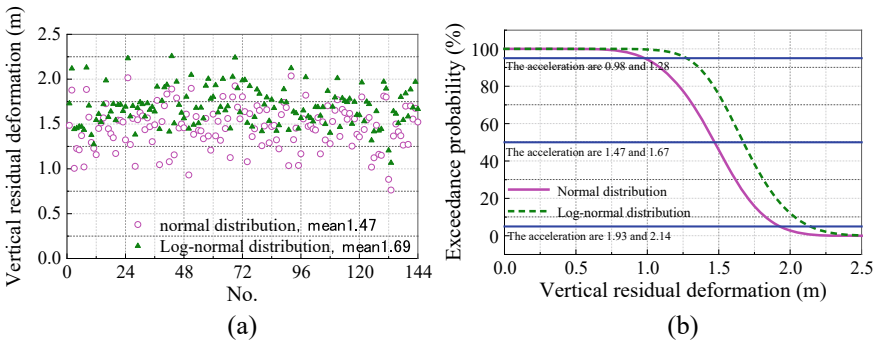 Vertical residual deformation (m)
2.5
2.0
1.5
1.0
0.5
0.0
normal distribution, mean1.47
Log-normal distribution, mean1.69
0 24 48 72 96 120 144
No.
(a)
Exceedance probability (%)
100
80
60
40
20
0
The acceleration are 0.98 and 1.28
The acceleration are 1.47 and 1.67
Normal distribution
Log-normal distribution
The acceleration are 1.93 and 2.14
0.0 0.5 1.0 1.5 2.0 2.5
Vertical residual deformation (m)
(b)